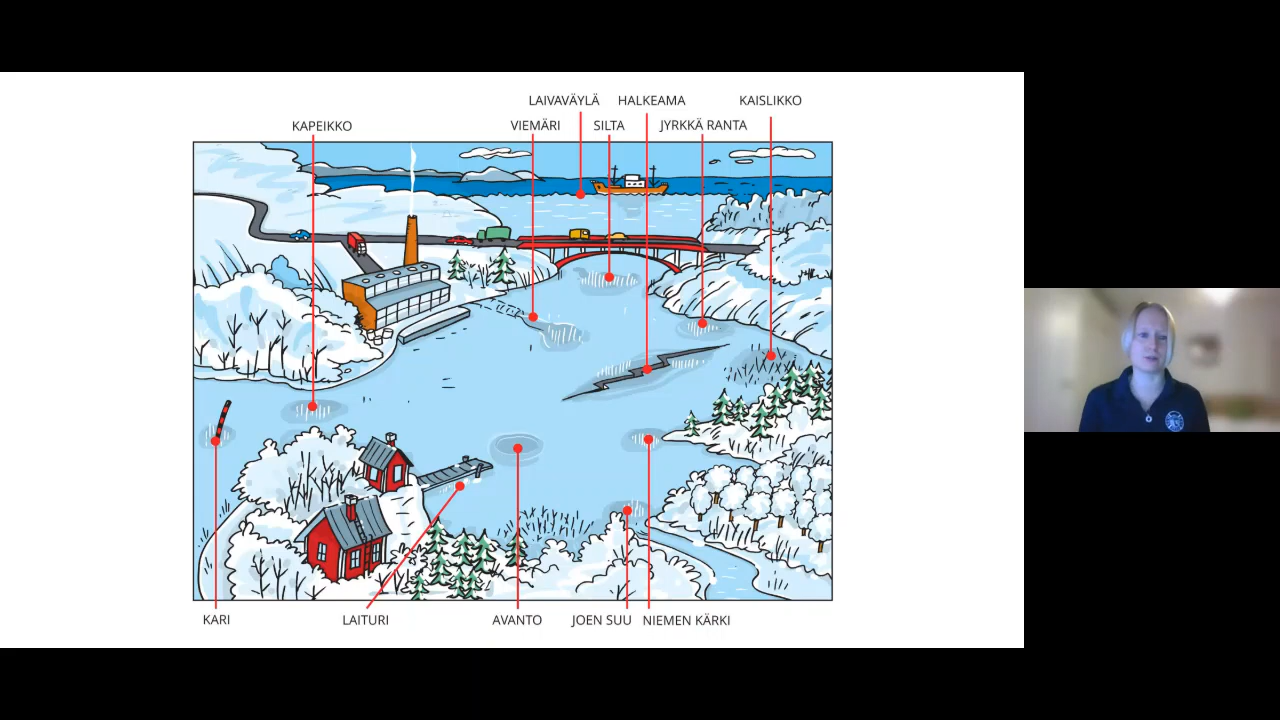 LAIVAVÄYLÄ HALKEAMA KAISLIKKO
KAPEIKKO VIEMÄRI SILTA JYRKKÄ RANTA
KARI LAITURI AVANTO JOEN SUU NIEMEN KÄRKI